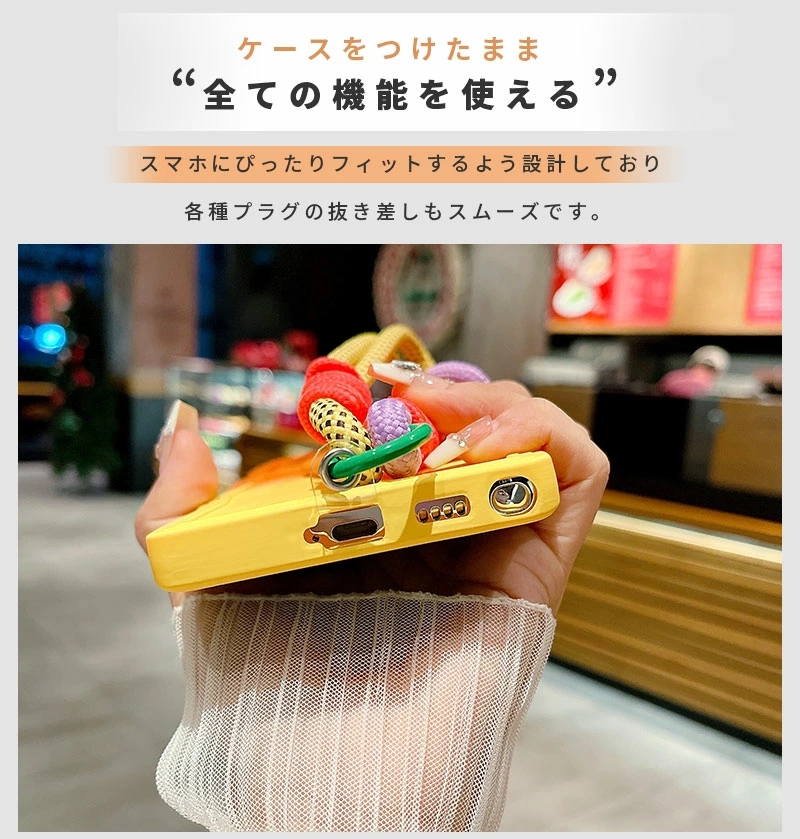 ケースをつけたまま
“全ての機能を使える”
スマホにぴったりフィットするよう設計しており
各種プラグの抜き差しもスムーズです。